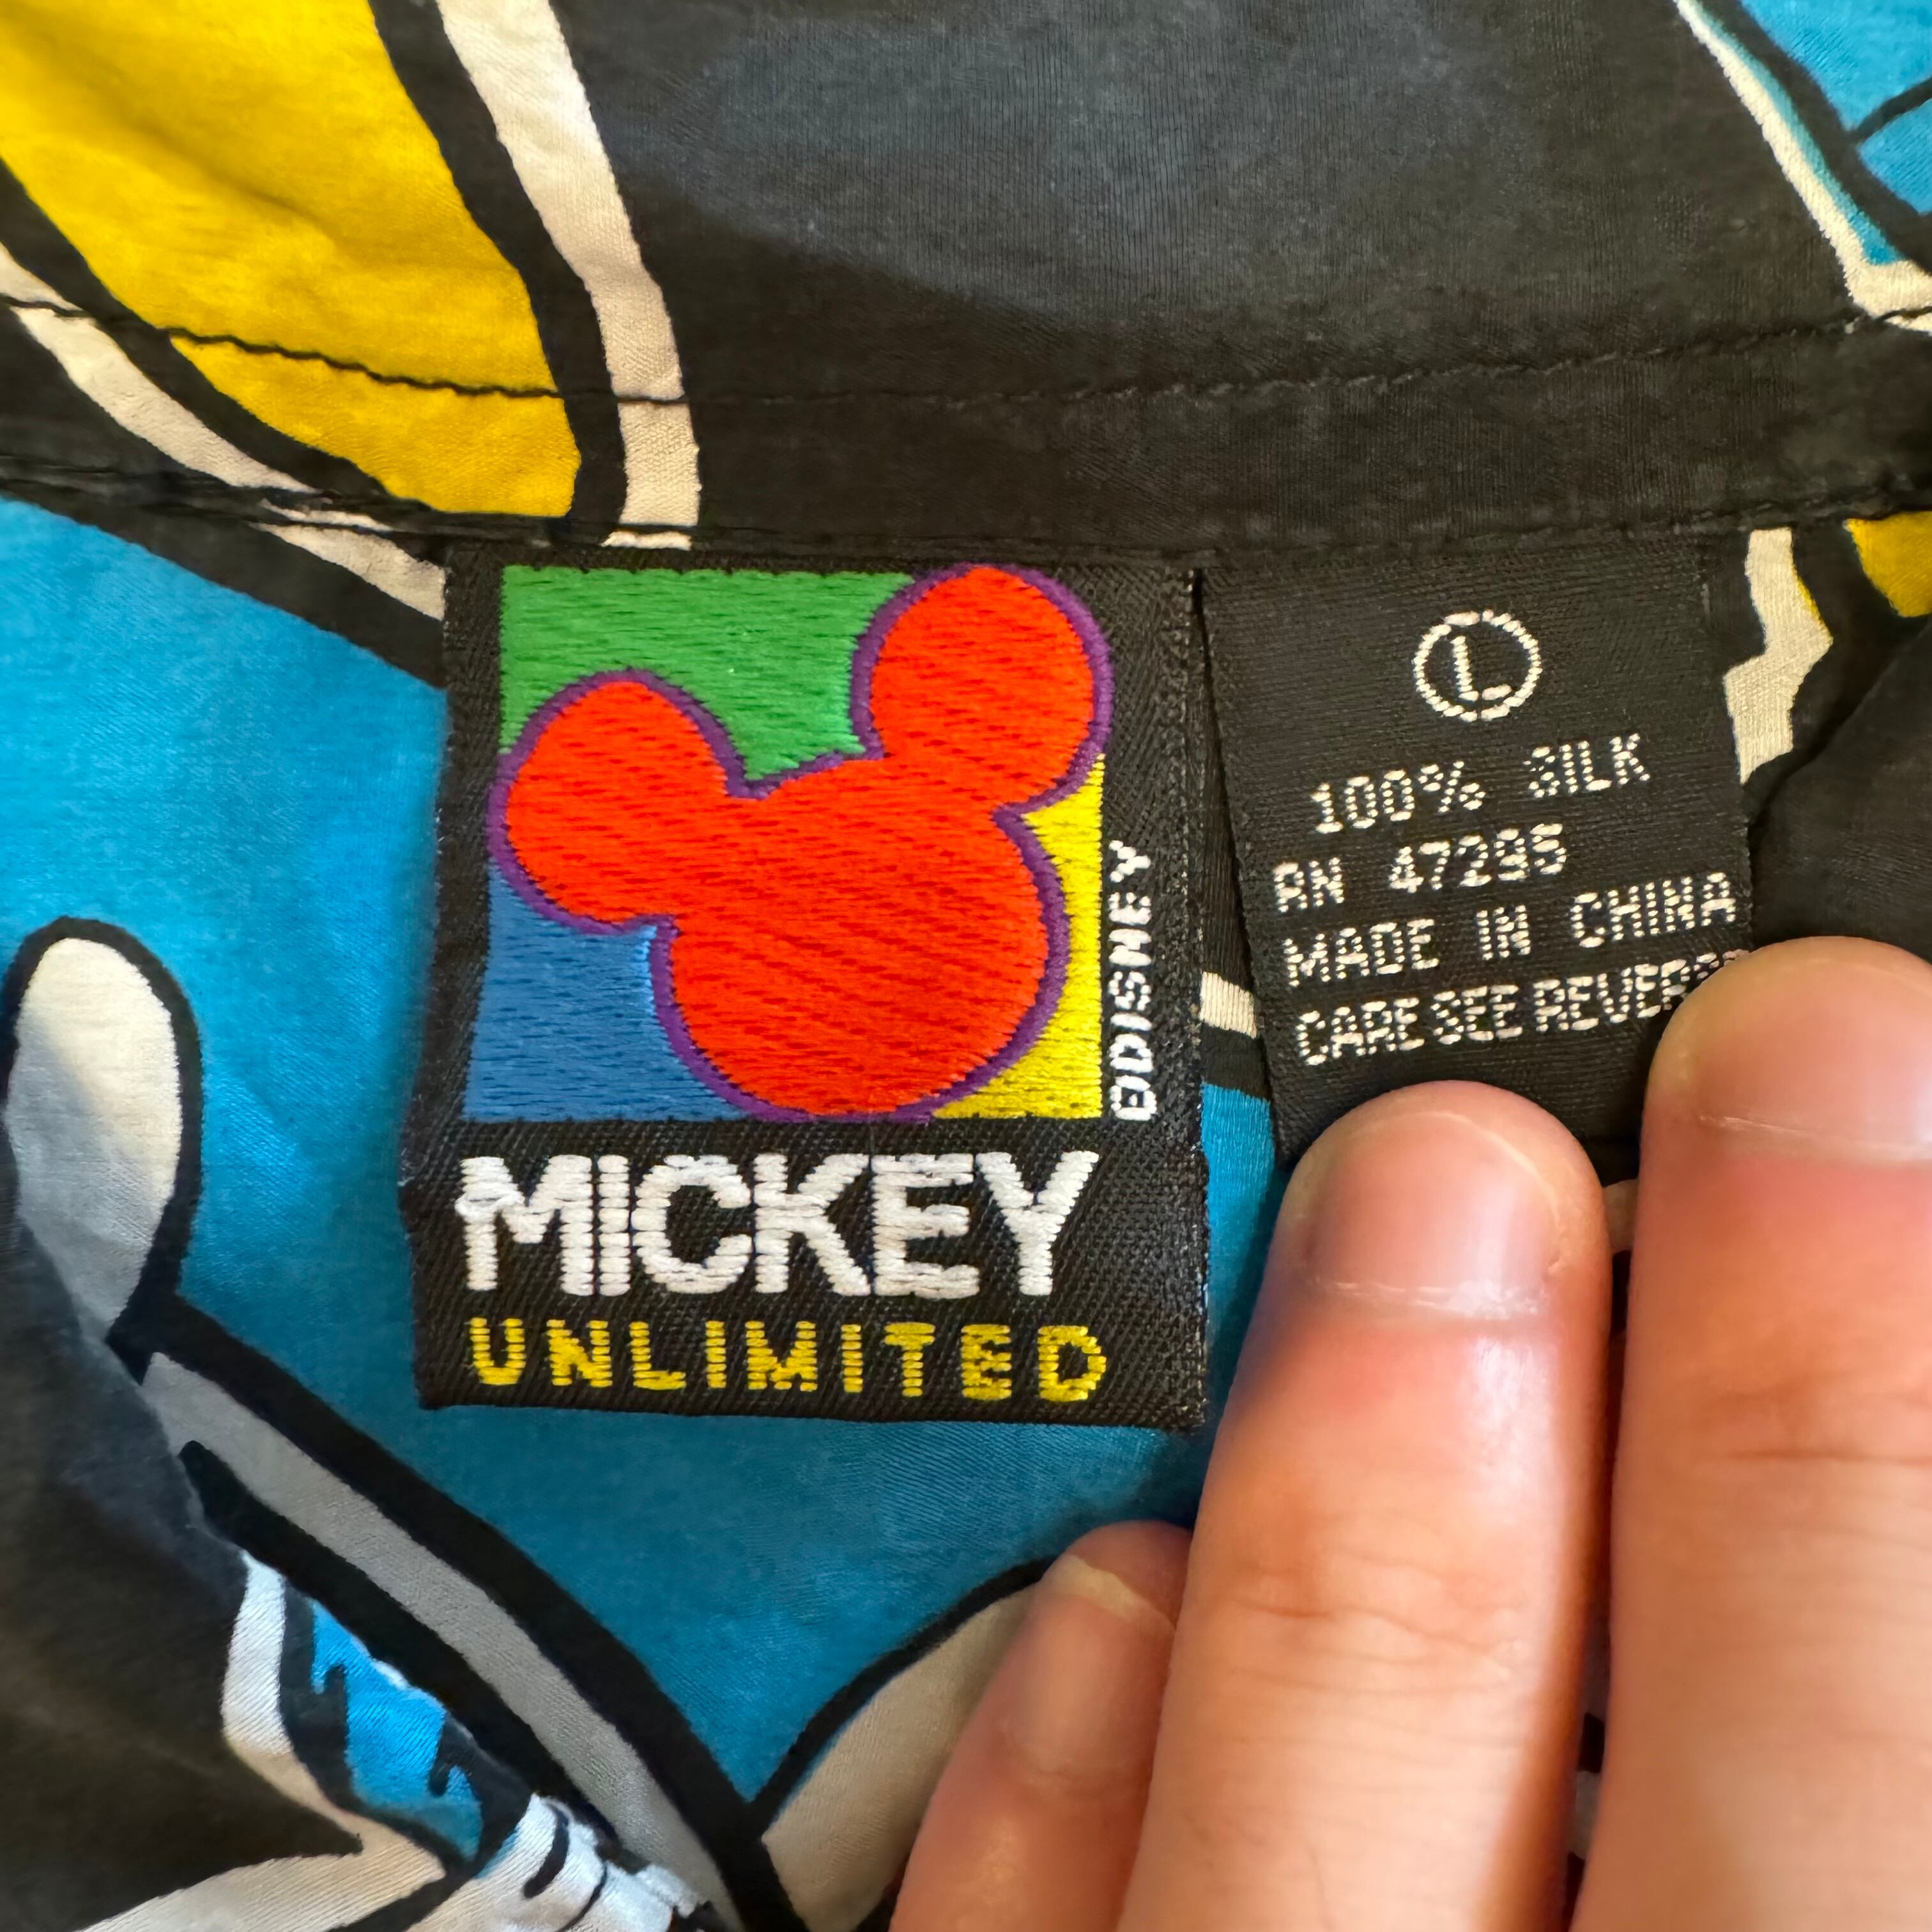 ©DISNEY
MICKEY
UNLIMITED
L
100% SILK
RN 47295
MADE IN CHINA
CARE SEE